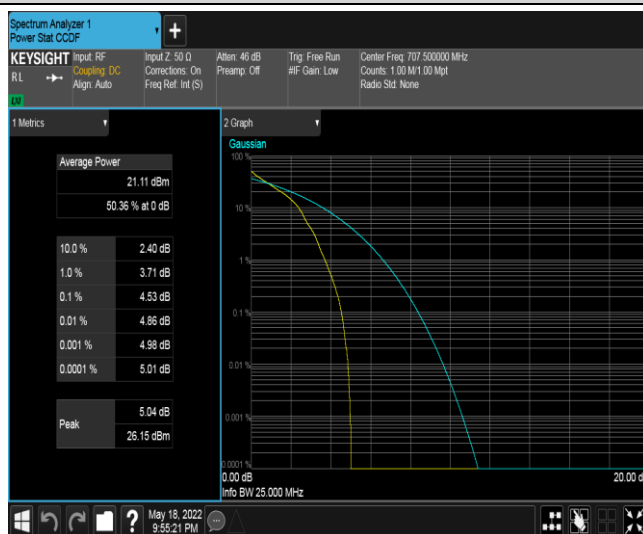 Spectrum Analyzer 1
Power Stat CCDF
KEYSIGHT
R L
Input: RF
Coupling: DC
Align: Auto
Input Z: 50 Ω
Corrections: On
Freq Ref: Int (S)
Atten: 46 dB
Preamp: Off
Trig: Free Run
#IF Gain: Low
Center Freq: 707.500000 MHz
Counts: 1.00 M/1.00 Mpt
Radio Std: None
1 Metrics
Average Power
21.11 dBm
50.36 % at 0 dB
10.0 % 2.40 dB
1.0 % 3.71 dB
0.1 % 4.53 dB
0.01 % 4.86 dB
0.001 % 4.98 dB
0.0001 % 5.01 dB
Peak
5.04 dB
26.15 dBm
2 Graph
Gaussian
100 %
10 %
1 %
0.1 %
0.01 %
0.001 %
0.0001 %
0.00 dB
20.00 d
Info BW 25.000 MHz
May 18, 2022
9:55:21 PM